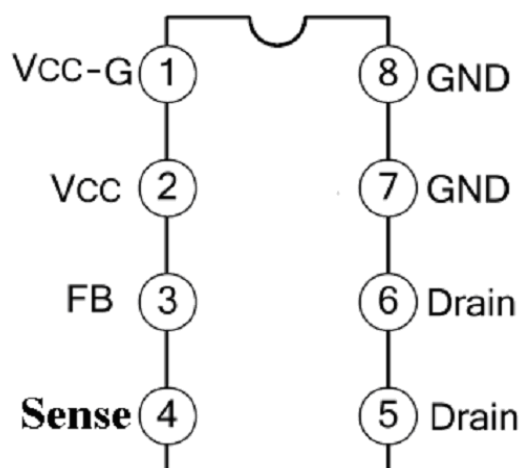 VCC-G 1 8 GND
VCC 2 7 GND
FB 3 6 Drain
Sense 4 5 Drain